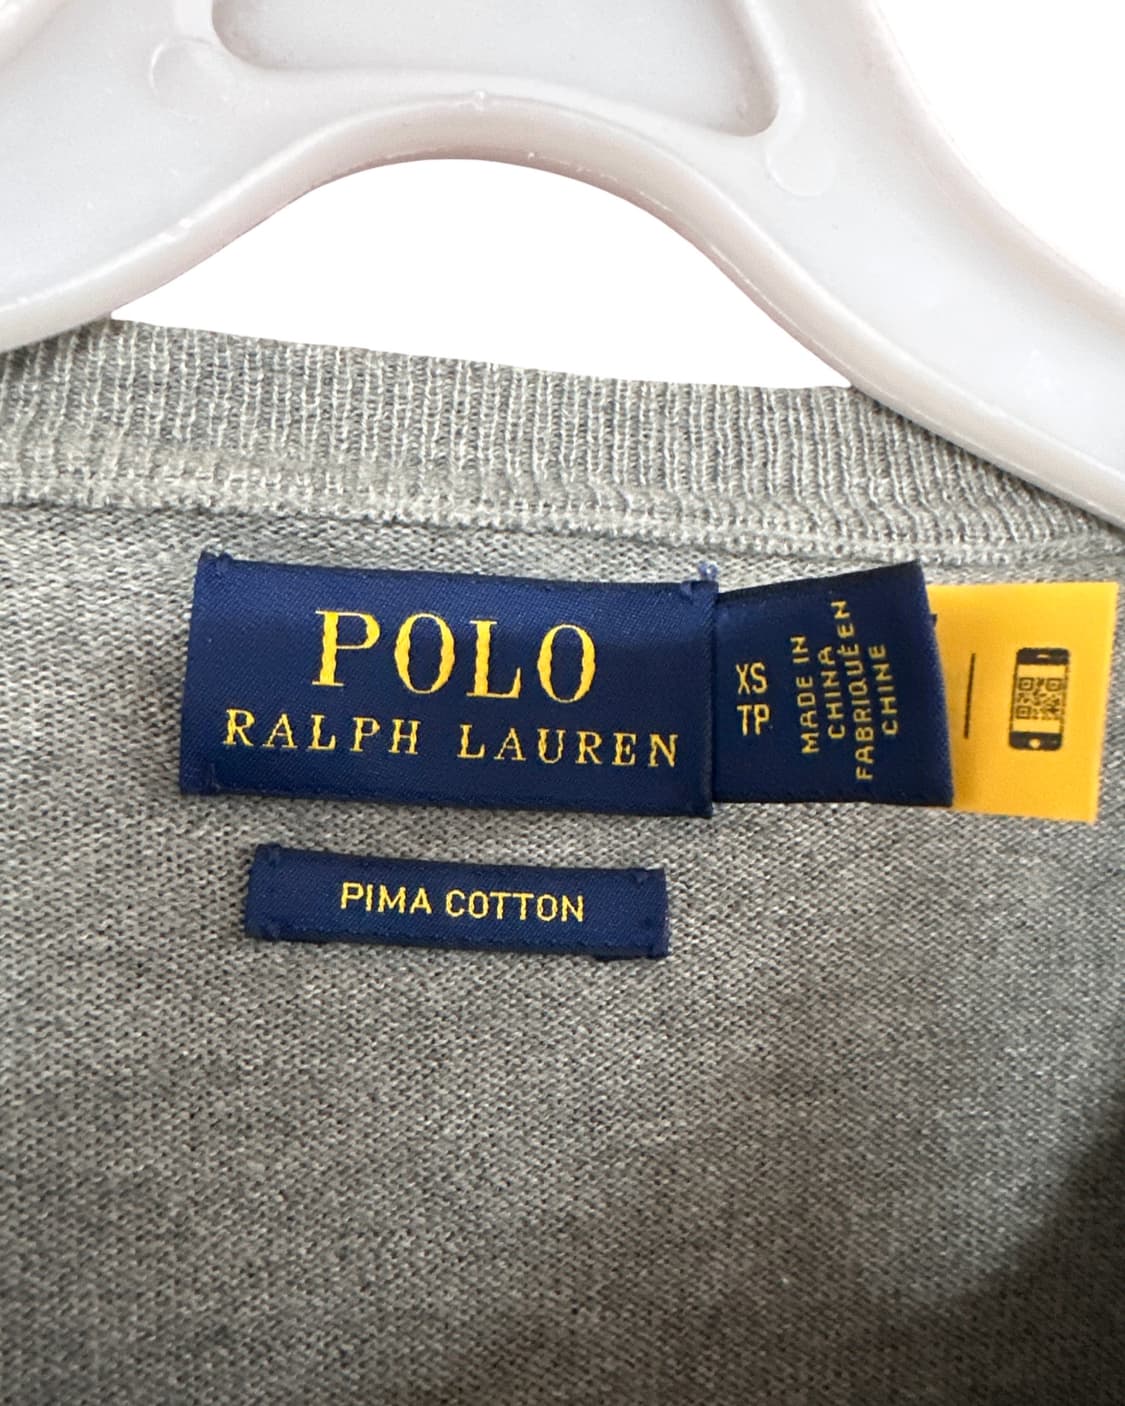 POLO
RALPH LAUREN
XS
TP
MADE IN
CHINA
FABRIQUÉ EN
CHINE
PIMA COTTON